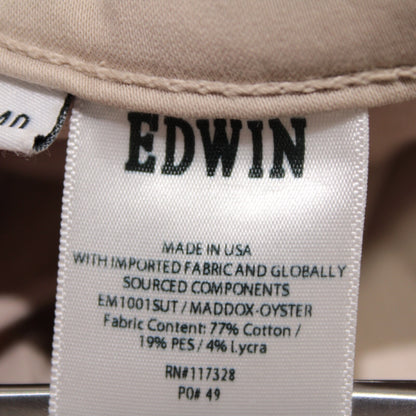 EDWIN
MADE IN USA
WITH IMPORTED FABRIC AND GLOBALLY
SOURCED COMPONENTS
EM1001SUT / MADDOX-OYSTER
Fabric Content: 77% Cotton /
19% PES / 4% Lycra
RN#117328
PO# 49